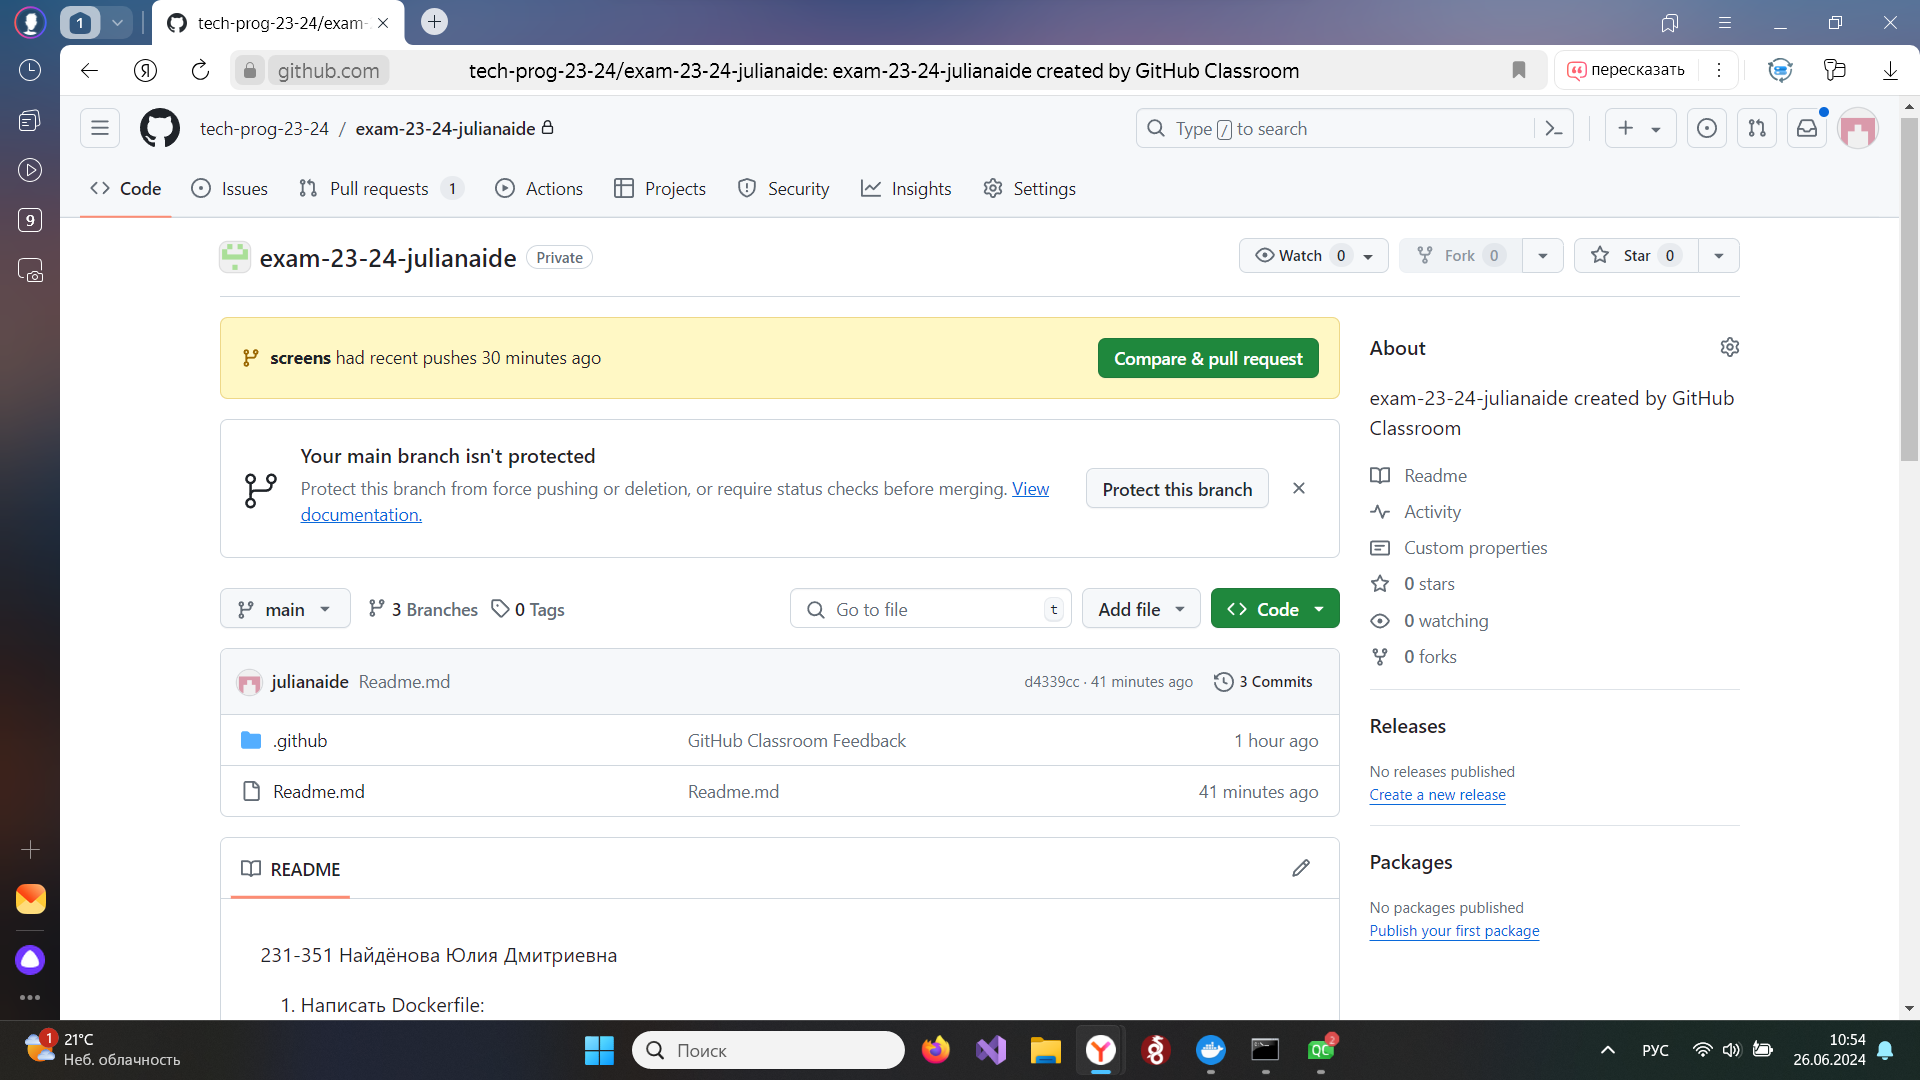 1
tech-prog-23-24/exam-
github.com
tech-prog-23-24/exam-23-24-julianaide: exam-23-24-julianaide created by GitHub Classroom
пересказать
9
tech-prog-23-24 / exam-23-24-julianaide
Type / to search
Code
Issues
Pull requests 1
Actions
Projects
Security
Insights
Settings
exam-23-24-julianaide Private
Watch 0
Fork 0
Star 0
screens had recent pushes 30 minutes ago
Compare & pull request
Your main branch isn't protected
Protect this branch from force pushing or deletion, or require status checks before merging. View
documentation.
Protect this branch
main
3 Branches
0 Tags
Go to file
t
Add file
Code
julianaide Readme.md
d4339cc · 41 minutes ago
3 Commits
.github
GitHub Classroom Feedback
1 hour ago
Readme.md
Readme.md
41 minutes ago
README
231-351 Найдёнова Юлия Дмитриевна
1. Написать Dockerfile:
About
exam-23-24-julianaide created by GitHub
Classroom
Readme
Activity
Custom properties
0 stars
0 watching
0 forks
Releases
No releases published
Create a new release
Packages
No packages published
Publish your first package
1
21°C
Неб. облачность
Поиск
QC
2
РУС
10:54
26.06.2024